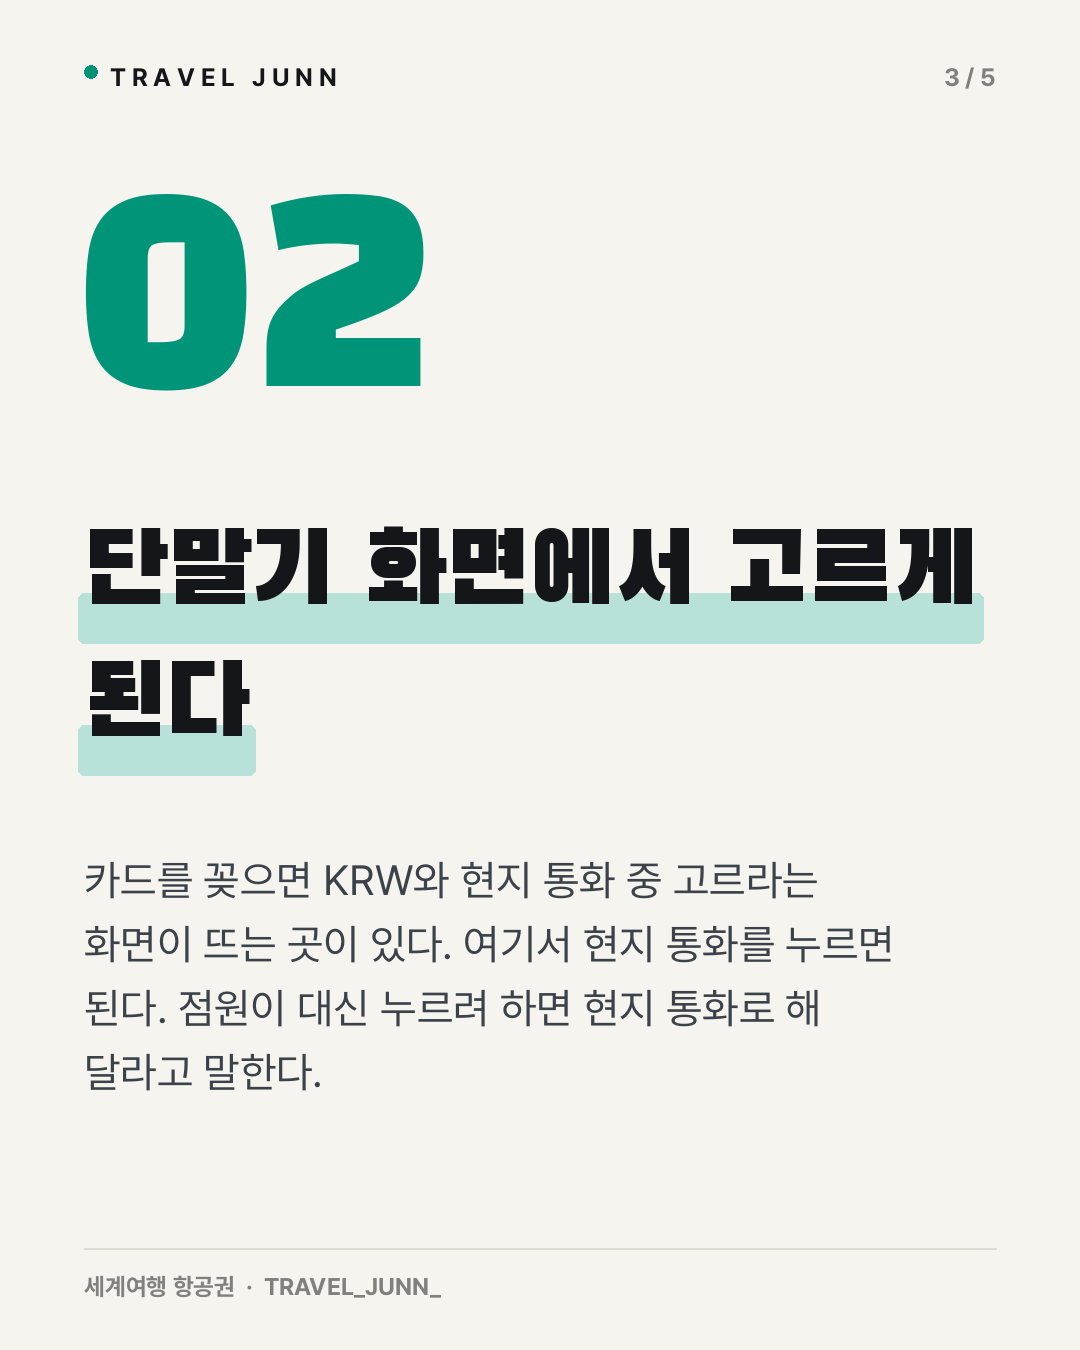 TRAVEL JUNN
3 / 5
02
단말기 화면에서 고르게
된다
카드를 꽂으면 KRW와 현지 통화 중 고르라는
화면이 뜨는 곳이 있다. 여기서 현지 통화를 누르면
된다. 점원이 대신 누르려 하면 현지 통화로 해
달라고 말한다.
세계여행 항공권 · TRAVEL_JUNN_